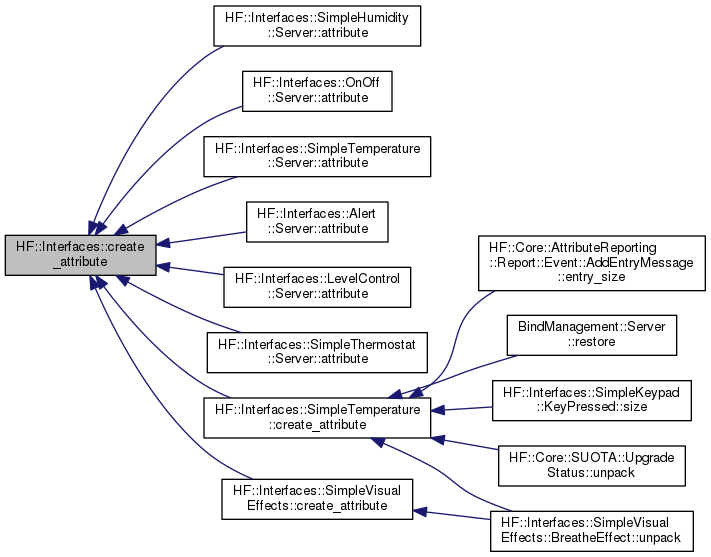 HF::Interfaces::SimpleHumidity
::Server::attribute
HF::Interfaces::OnOff
::Server::attribute
HF::Interfaces::SimpleTemperature
::Server::attribute
HF::Interfaces::Alert
::Server::attribute
HF::Interfaces::create
_attribute
HF::Interfaces::LevelControl
::Server::attribute
HF::Interfaces::SimpleThermostat
::Server::attribute
HF::Interfaces::SimpleTemperature
::create_attribute
HF::Interfaces::SimpleVisual
Effects::create_attribute
HF::Core::AttributeReporting
::Report::Event::AddEntryMessage
::entry_size
BindManagement::Server
::restore
HF::Interfaces::SimpleKeypad
::KeyPressed::size
HF::Core::SUOTA::Upgrade
Status::unpack
HF::Interfaces::SimpleVisual
Effects::BreatheEffect::unpack